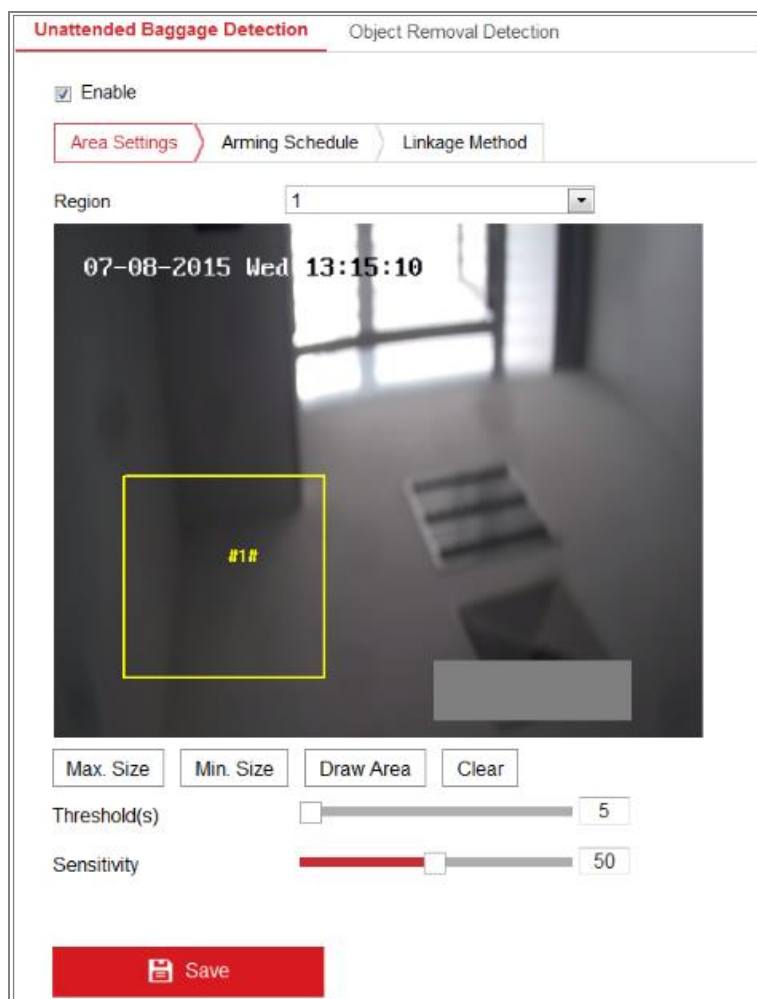 Unattended Baggage Detection Object Removal Detection
Enable
Area Settings Arming Schedule Linkage Method
Region 1
07-08-2015 Wed 13:15:10
#1#
Max. Size Min. Size Draw Area Clear
Threshold(s) 5
Sensitivity 50
Save